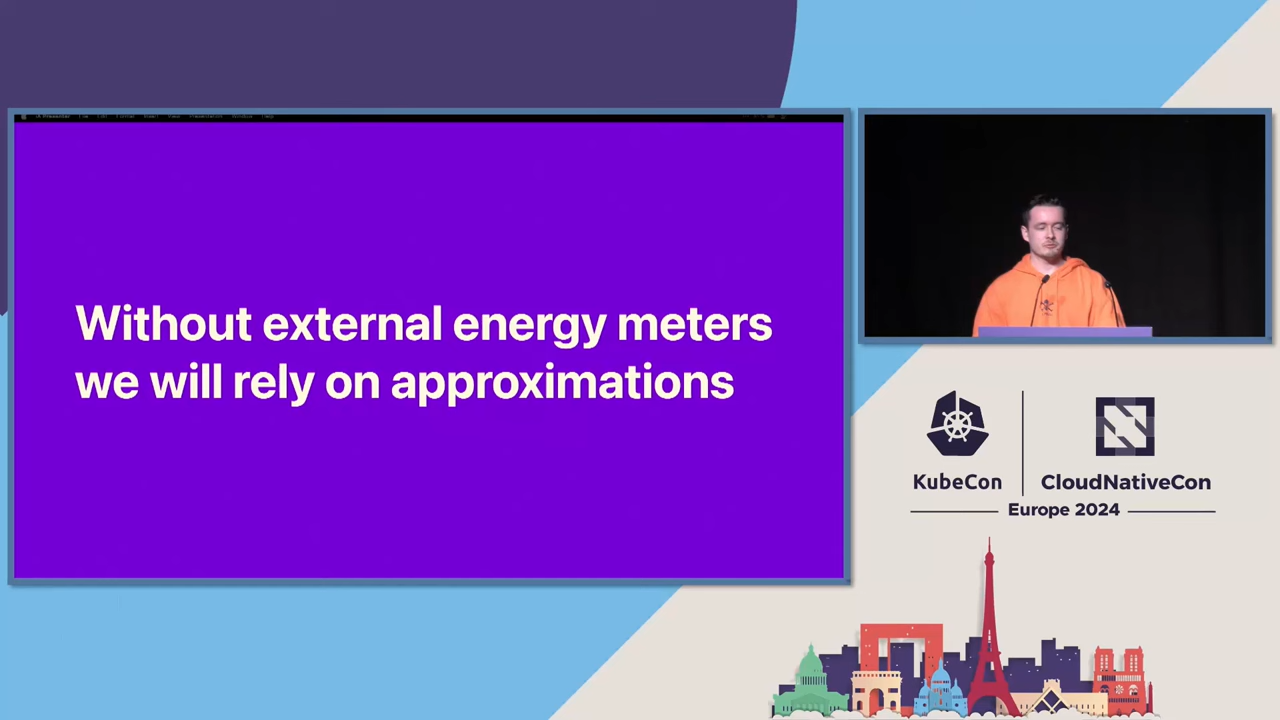 Without external energy meters
we will rely on approximations
KubeCon
CloudNativeCon
Europe 2024